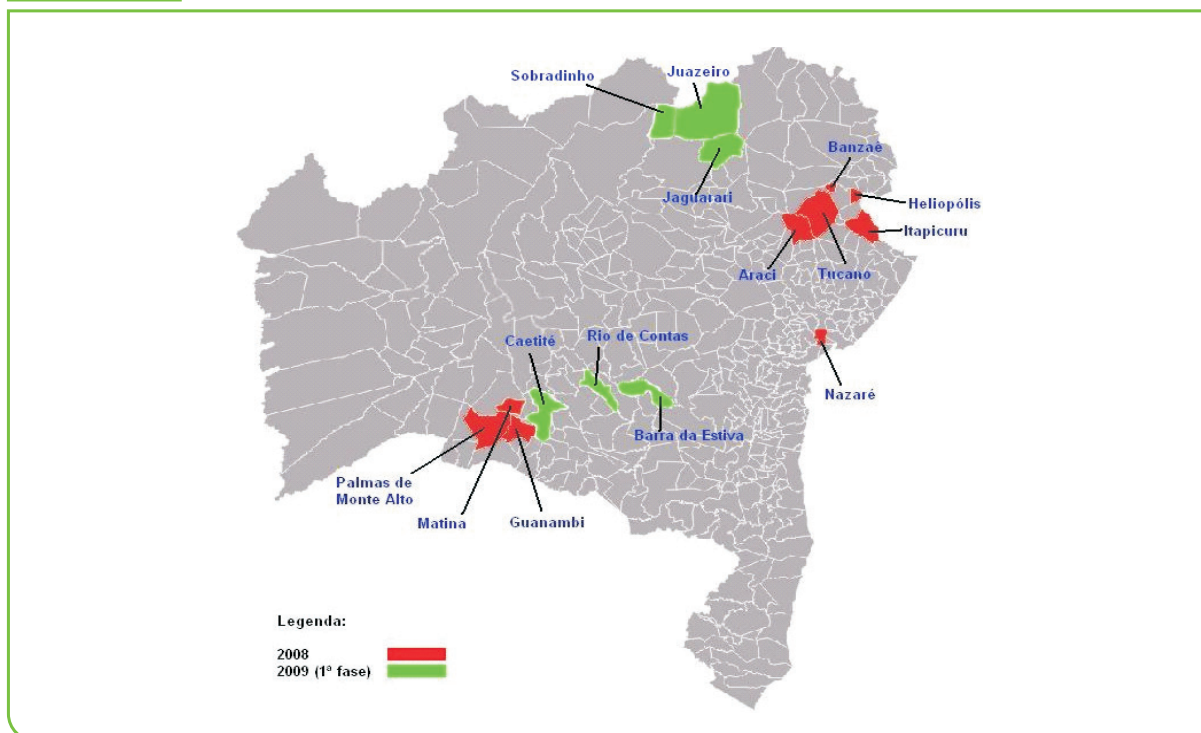 Juazeiro
Sobradinho
Banzaê
Jaguarari
Heliopólis
Itapicuru
Araci
Tucano
Caetité
Rio de Contas
Nazaré
Barra da Estiva
Palmas de
Monte Alto
Matina
Guanambi
Legenda:
2008
2009 (1ª fase)